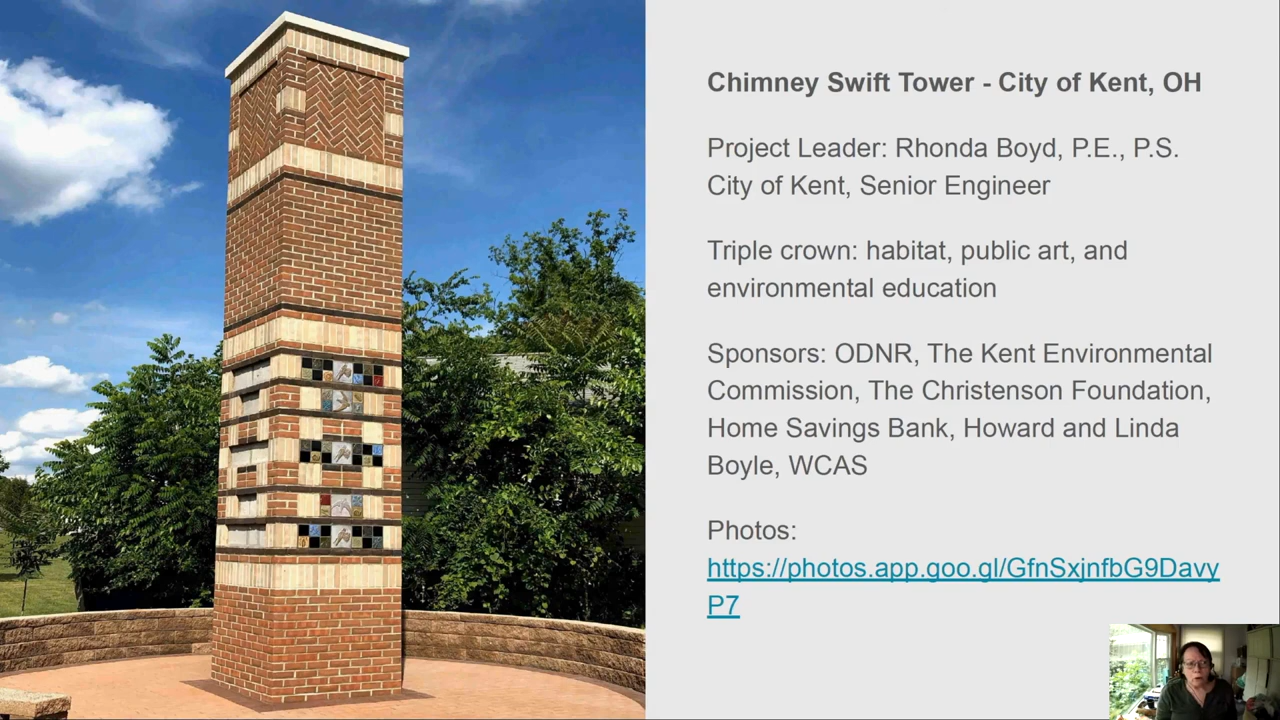 Chimney Swift Tower - City of Kent, OH
Project Leader: Rhonda Boyd, P.E., P.S.
City of Kent, Senior Engineer
Triple crown: habitat, public art, and
environmental education
Sponsors: ODNR, The Kent Environmental
Commission, The Christenson Foundation,
Home Savings Bank, Howard and Linda
Boyle, WCAS
Photos:
https://photos.app.goo.gl/GfnSxjnfbG9Davy
P7